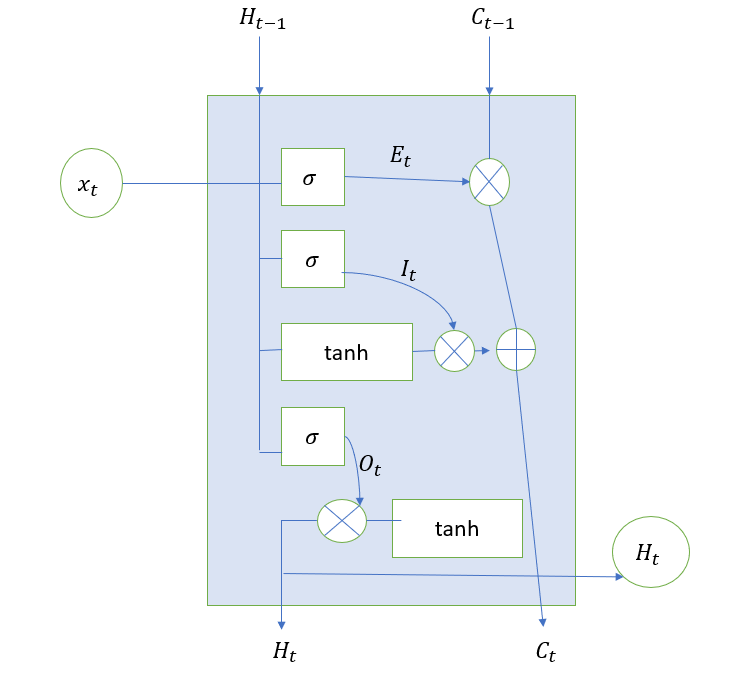 H_{t-1} C_{t-1}
x_t σ E_t
σ I_t
tanh
σ O_t
tanh H_t
H_t C_t